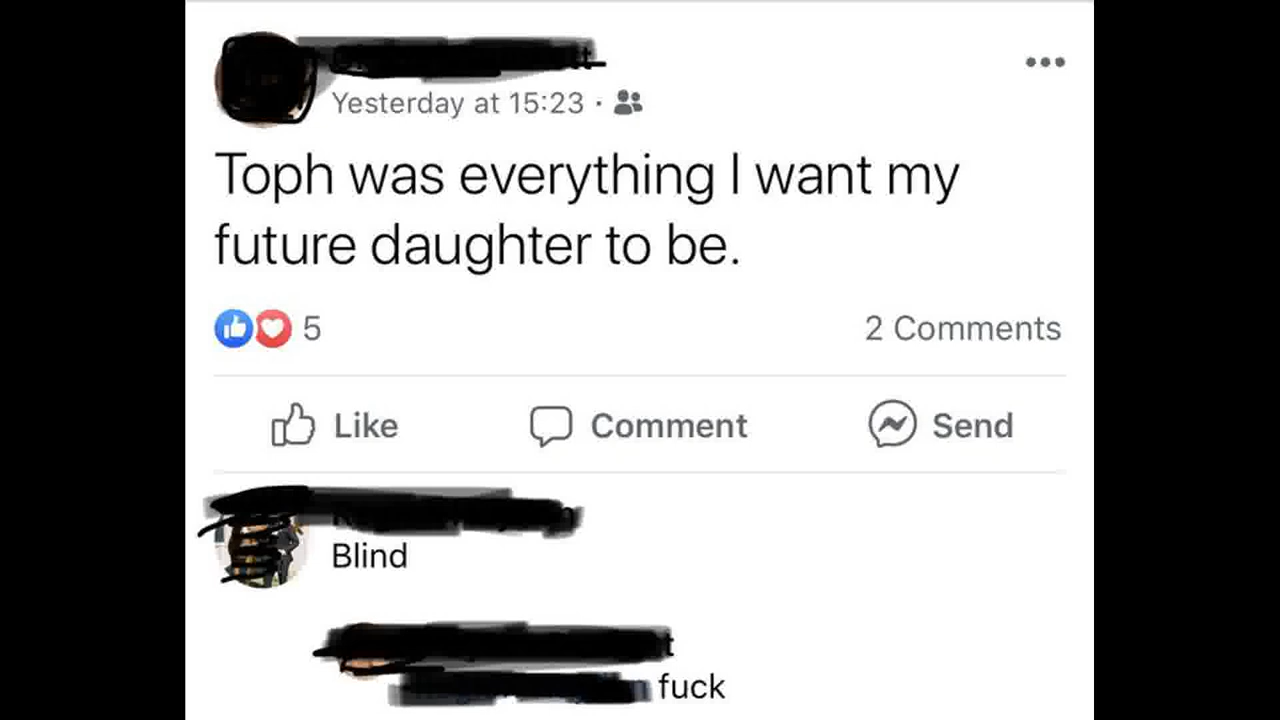 Yesterday at 15:23 ·
Toph was everything I want my
future daughter to be.
5
2 Comments
Like
Comment
Send
Blind
fuck